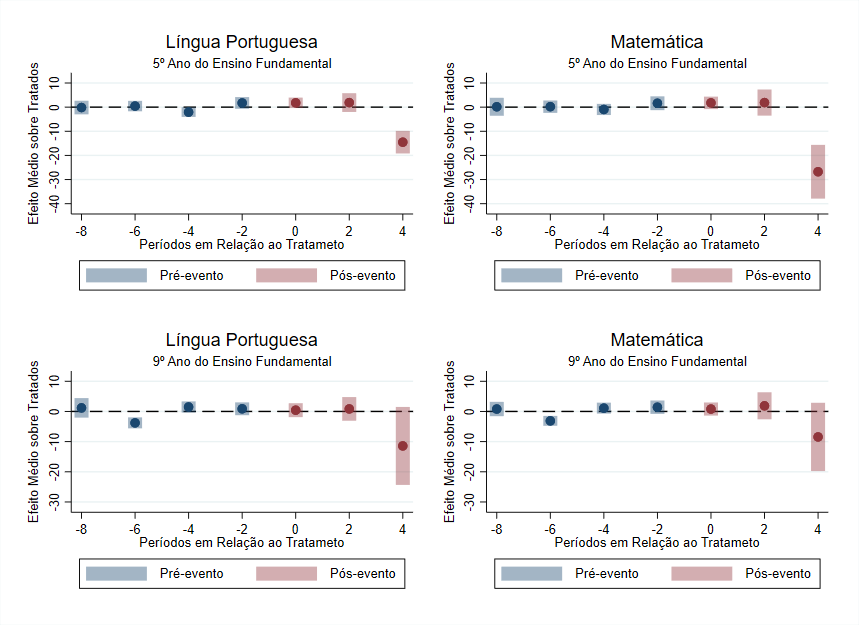 Língua Portuguesa
5º Ano do Ensino Fundamental
Efeito Médio sobre Tratados
10
0
-10
-20
-30
-40
-8 -6 -4 -2 0 2 4
Períodos em Relação ao Tratameto
Pré-evento Pós-evento
Matemática
5º Ano do Ensino Fundamental
Efeito Médio sobre Tratados
10
0
-10
-20
-30
-40
-8 -6 -4 -2 0 2 4
Períodos em Relação ao Tratameto
Pré-evento Pós-evento
Língua Portuguesa
9º Ano do Ensino Fundamental
Efeito Médio sobre Tratados
10
0
-10
-20
-30
-8 -6 -4 -2 0 2 4
Períodos em Relação ao Tratameto
Pré-evento Pós-evento
Matemática
9º Ano do Ensino Fundamental
Efeito Médio sobre Tratados
10
0
-10
-20
-30
-8 -6 -4 -2 0 2 4
Períodos em Relação ao Tratameto
Pré-evento Pós-evento